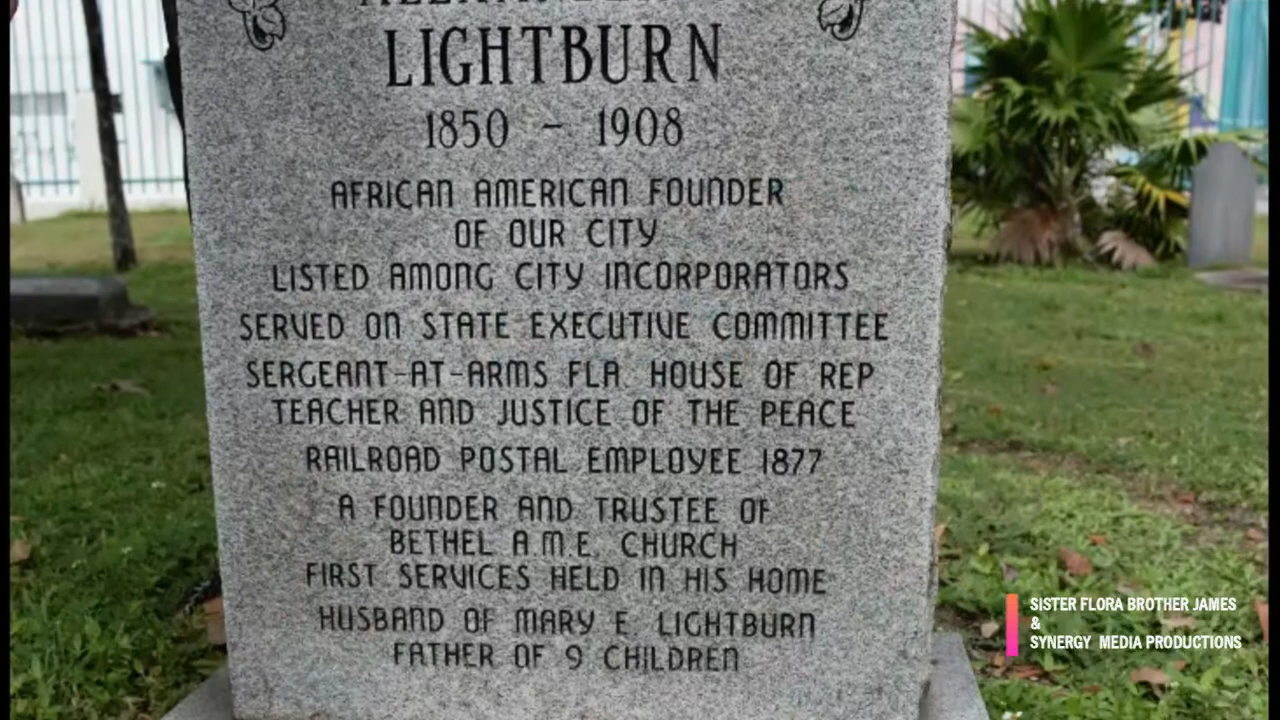 LIGHTBURN
1850 - 1908
AFRICAN AMERICAN FOUNDER
OF OUR CITY
LISTED AMONG CITY INCORPORATORS
SERVED ON STATE EXECUTIVE COMMITTEE
SERGEANT-AT-ARMS FLA. HOUSE OF REP
TEACHER AND JUSTICE OF THE PEACE
RAILROAD POSTAL EMPLOYEE 1877
A FOUNDER AND TRUSTEE OF
BETHEL A.M.E. CHURCH
FIRST SERVICES HELD IN HIS HOME
HUSBAND OF MARY E. LIGHTBURN
FATHER OF 9 CHILDREN
SISTER FLORA BROTHER JAMES
&
SYNERGY MEDIA PRODUCTIONS